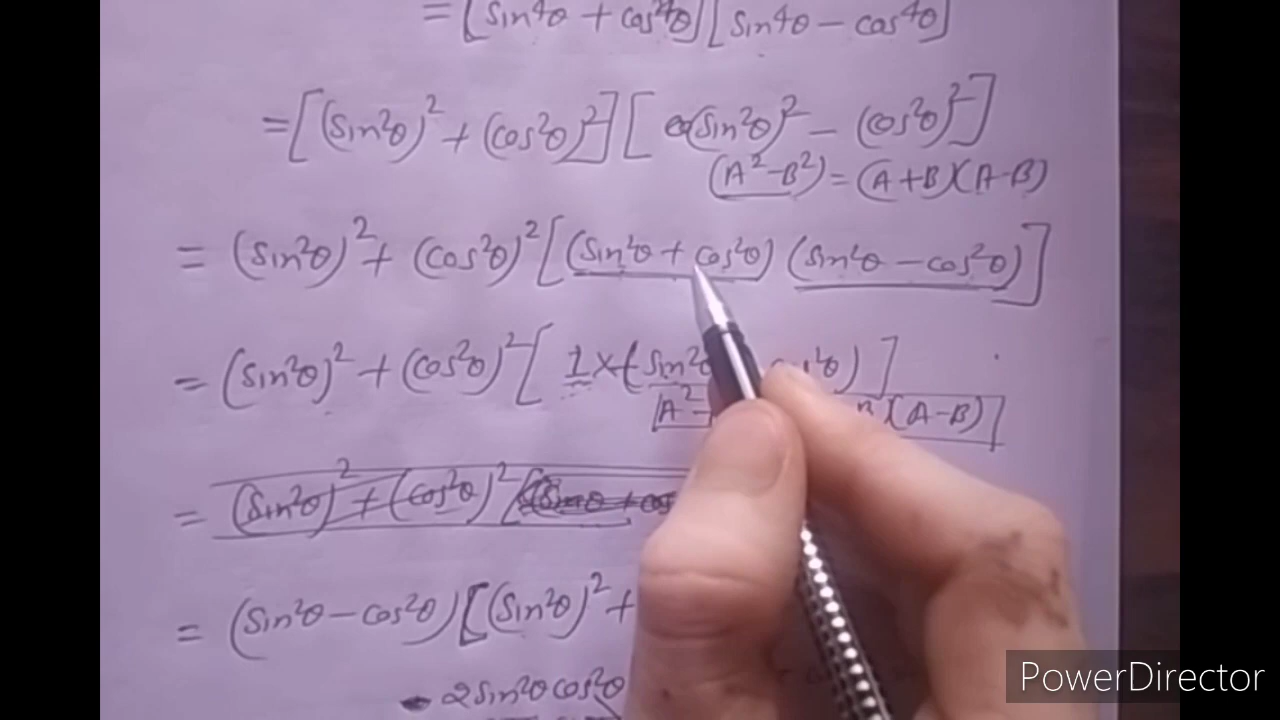 = [sin⁴θ + cos⁴θ] [sin⁴θ − cos⁴θ]
= [(sin²θ)² + (cos²θ)²] [(sin²θ)² − (cos²θ)²]
(A²−B²) = (A+B)(A−B)
= (sin²θ)² + (cos²θ)² [(sin²θ + cos²θ) (sin²θ − cos²θ)]
= (sin²θ)² + (cos²θ)² [1×(sin²θ cos²θ)]
A²− B)(A−B)
= (sin²θ)² + (cos²θ)²
= (sin²θ − cos²θ) [(sin²θ)² +
2sin²θcos²θ
PowerDirector